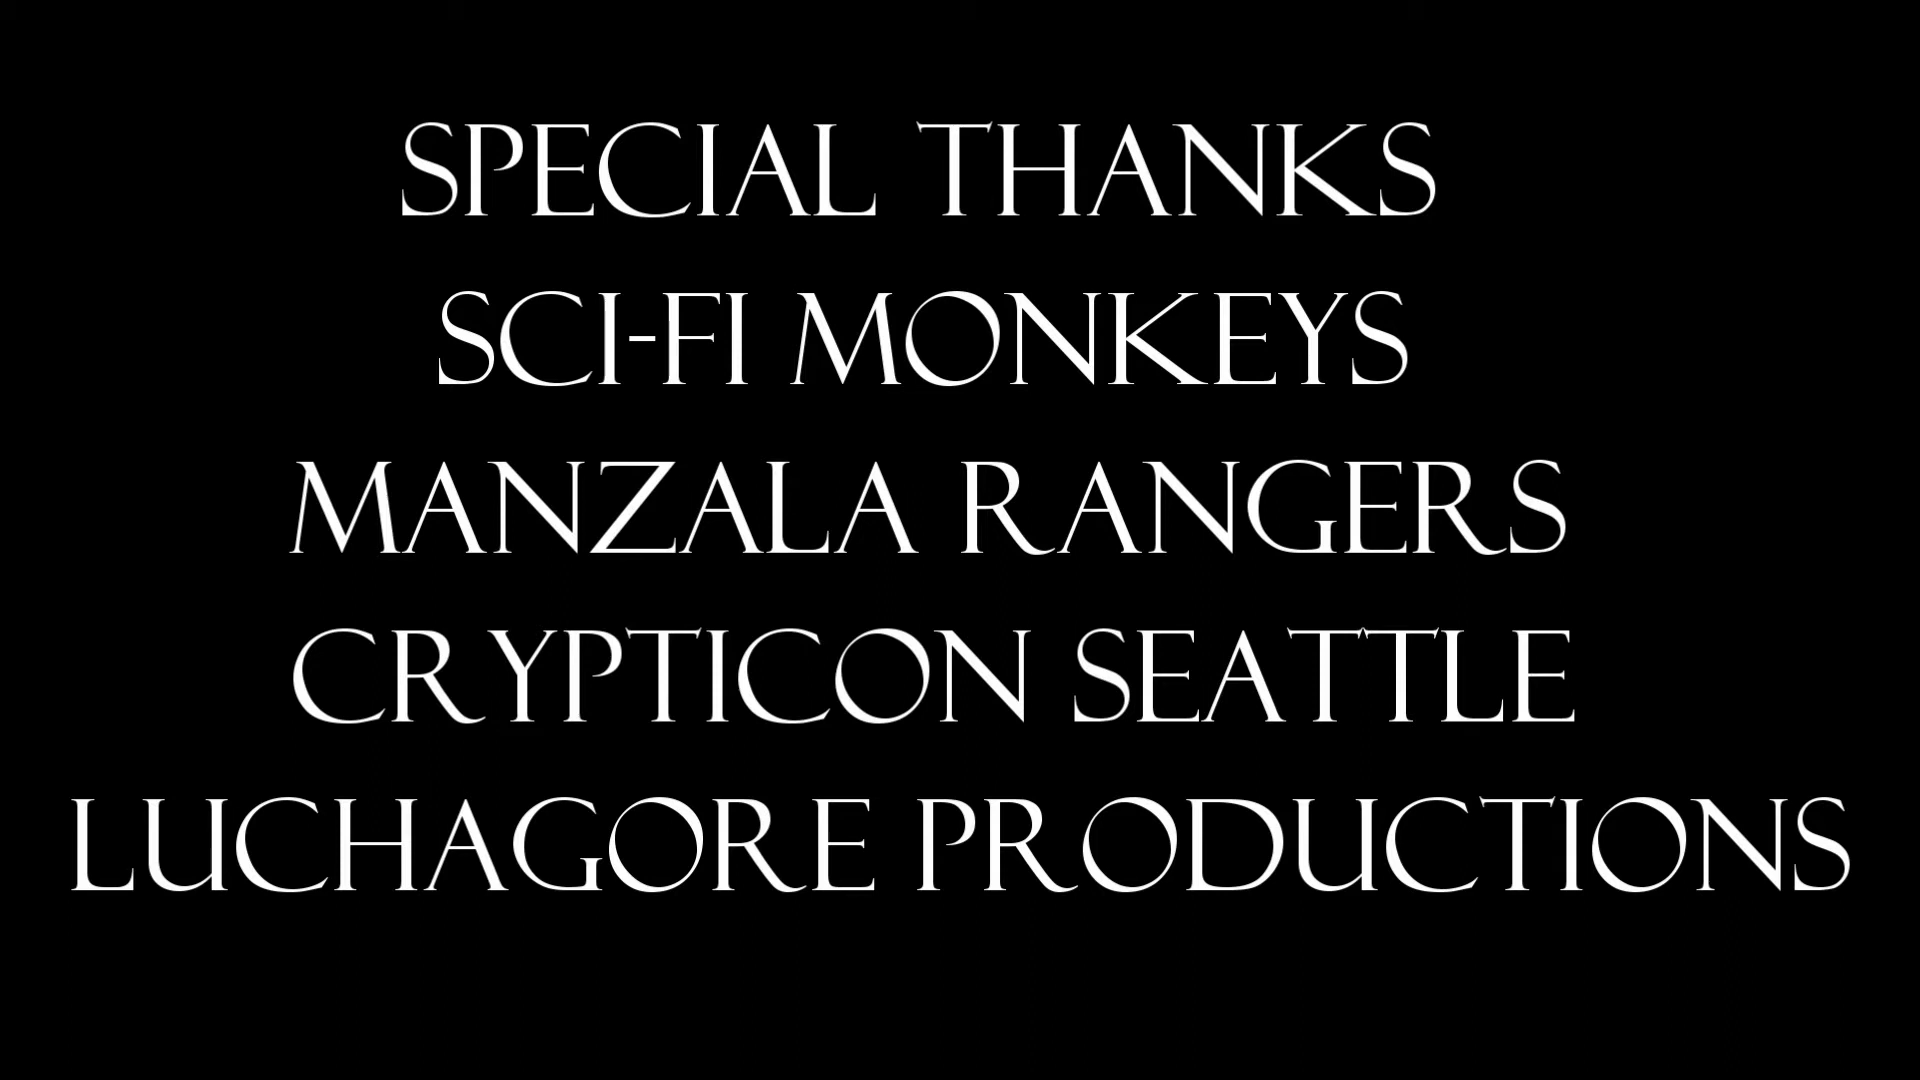 SPECIAL THANKS
SCI-FI MONKEYS
MANZALA RANGERS
CRYPTICON SEATTLE
LUCHAGORE PRODUCTIONS